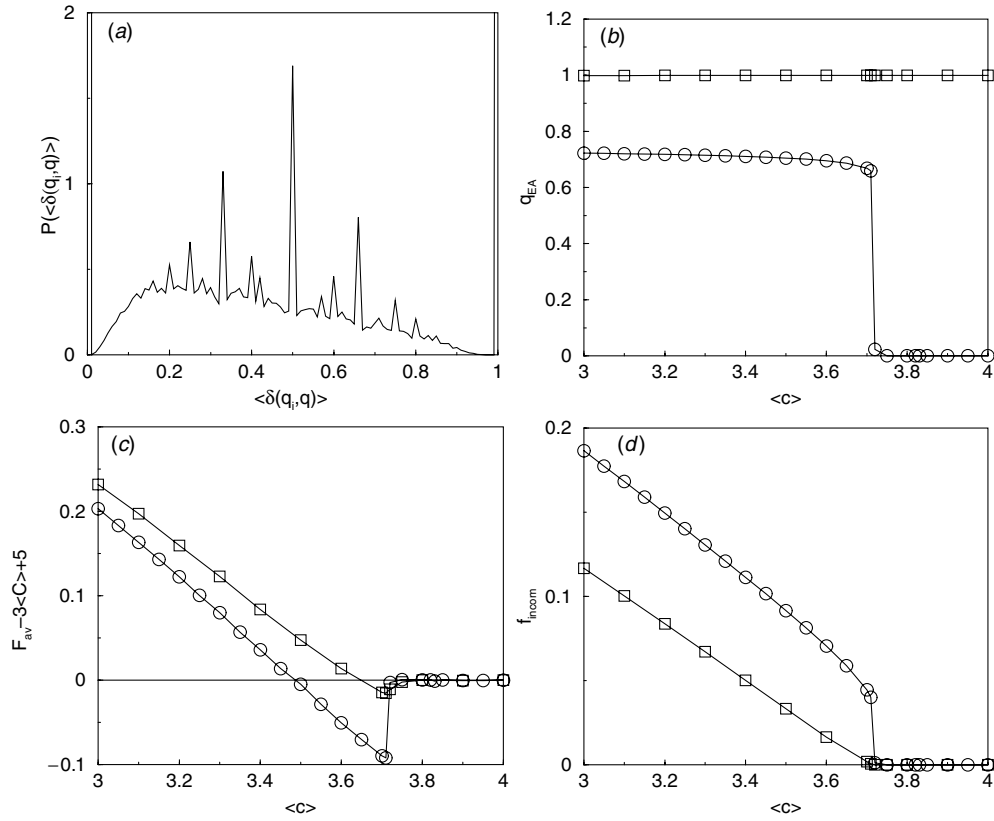 (a)
2
1
0
P(<δ(q_i,q)>)
0 0.2 0.4 0.6 0.8 1
<δ(q_i,q)>
(b)
1.2
1
0.8
0.6
0.4
0.2
0
q_EA
3 3.2 3.4 3.6 3.8 4
<c>
(c)
0.3
0.2
0.1
0
−0.1
F_av−3<C>+5
3 3.2 3.4 3.6 3.8 4
<c>
(d)
0.2
0.1
0
f_incom
3 3.2 3.4 3.6 3.8 4
<c>